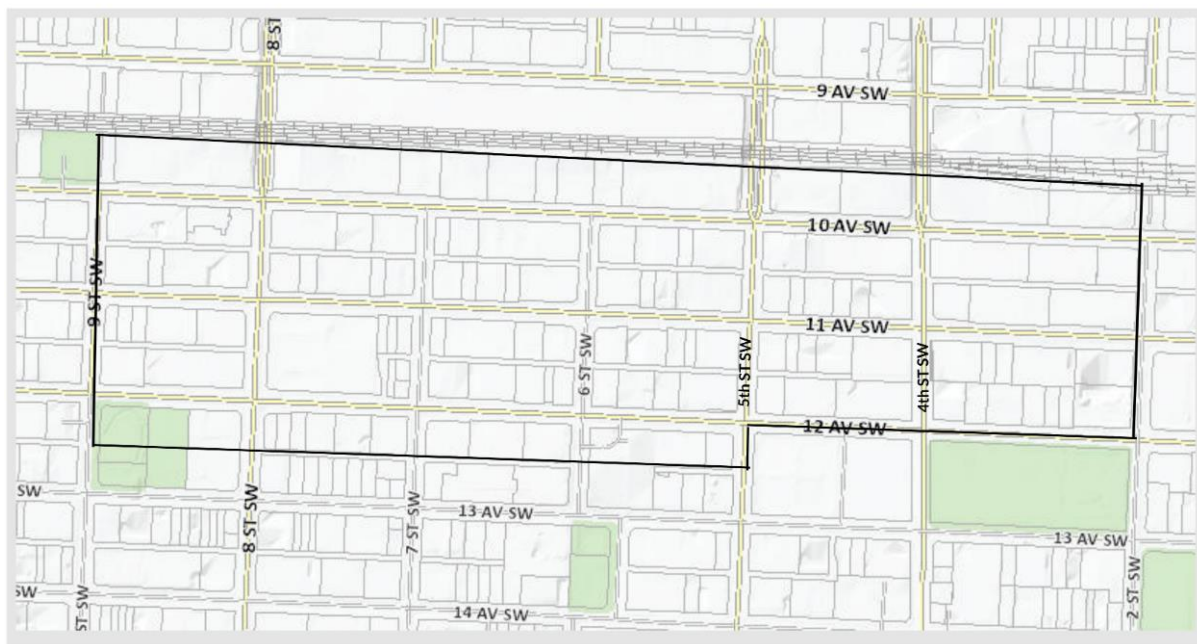 8 ST
9 AV SW
10 AV SW
9 ST SW
11 AV SW
6 ST SW
5th ST SW
4th ST SW
12 AV SW
SW
8 ST SW
7 ST SW
13 AV SW
13 AV SW
SW
ST SW
14 AV SW
2 ST SW